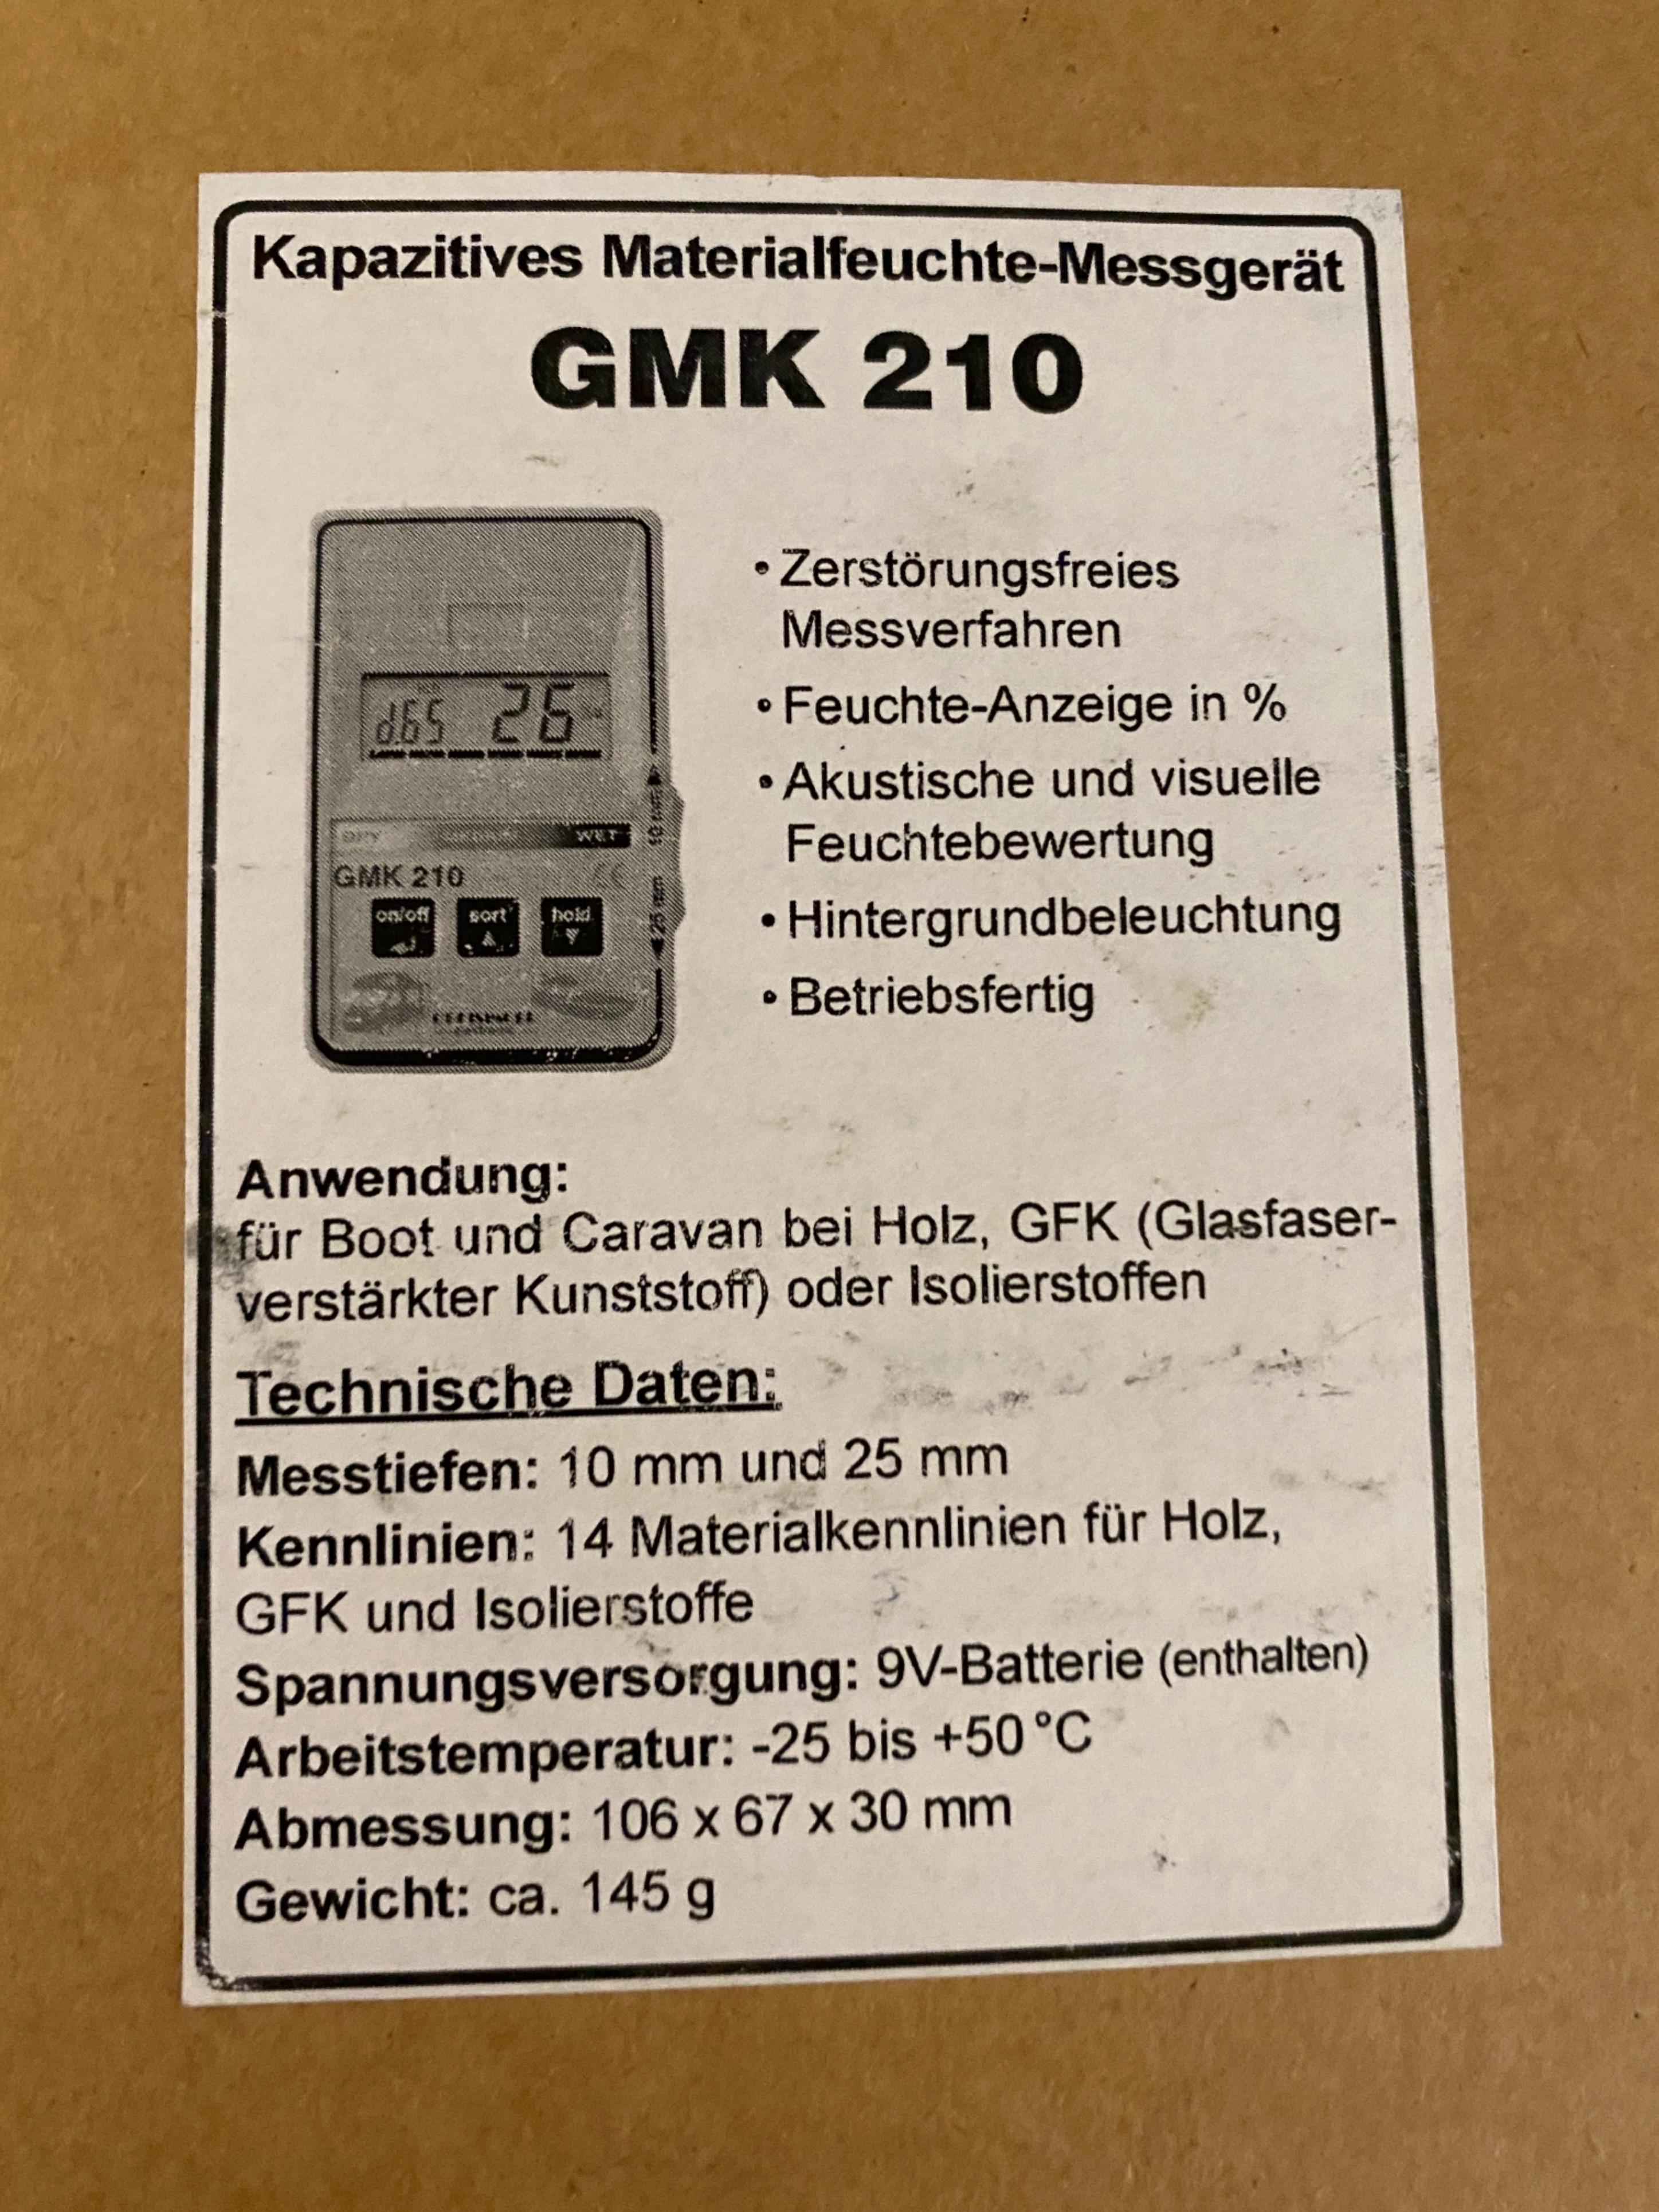 Kapazitives Materialfeuchte-Messgerät
GMK 210
• Zerstörungsfreies
Messverfahren
• Feuchte-Anzeige in %
• Akustische und visuelle
Feuchtebewertung
• Hintergrundbeleuchtung
• Betriebsfertig
d.65 26
DRY WET
GMK 210 CE
on/off sort hold
10 mm
25 mm
Anwendung:
für Boot und Caravan bei Holz, GFK (Glasfaser-
verstärkter Kunststoff) oder Isolierstoffen
Technische Daten:
Messtiefen: 10 mm und 25 mm
Kennlinien: 14 Materialkennlinien für Holz,
GFK und Isolierstoffe
Spannungsversorgung: 9V-Batterie (enthalten)
Arbeitstemperatur: -25 bis +50 °C
Abmessung: 106 x 67 x 30 mm
Gewicht: ca. 145 g